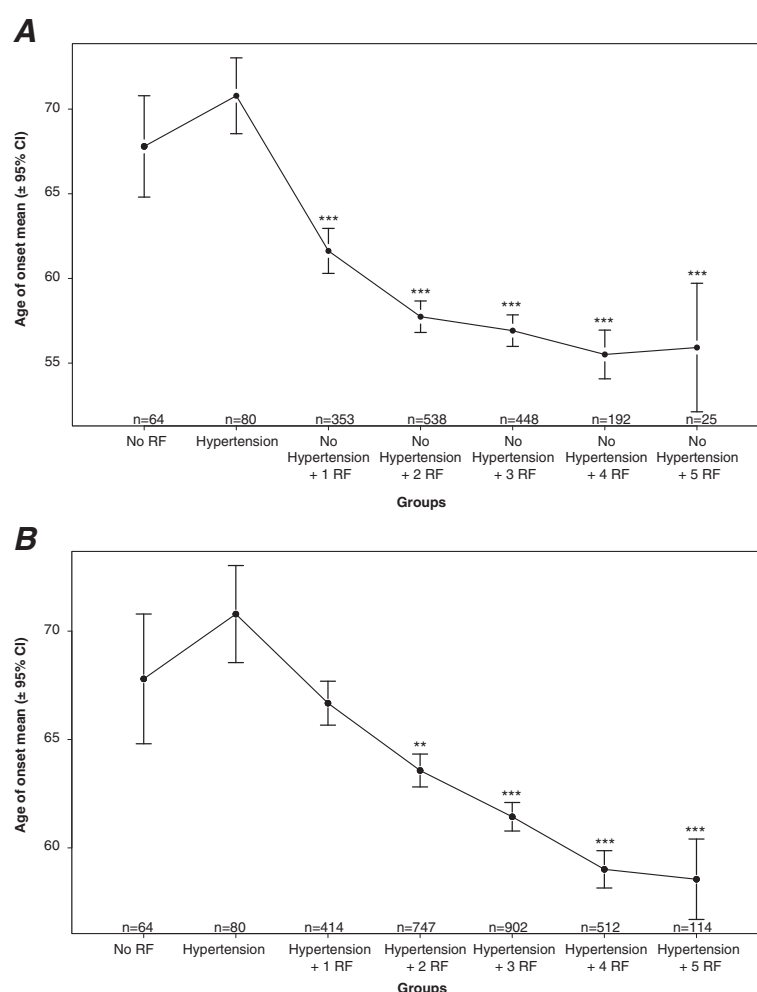 A
Age of onset mean (± 95% CI)
70
65
60
55
*** *** *** *** ***
n=64 n=80 n=353 n=538 n=448 n=192 n=25
No RF Hypertension No No No No No
Hypertension Hypertension Hypertension Hypertension Hypertension
+ 1 RF + 2 RF + 3 RF + 4 RF + 5 RF
Groups
B
Age of onset mean (± 95% CI)
70
65
60
** *** *** ***
n=64 n=80 n=414 n=747 n=902 n=512 n=114
No RF Hypertension Hypertension Hypertension Hypertension Hypertension Hypertension
+ 1 RF + 2 RF + 3 RF + 4 RF + 5 RF
Groups